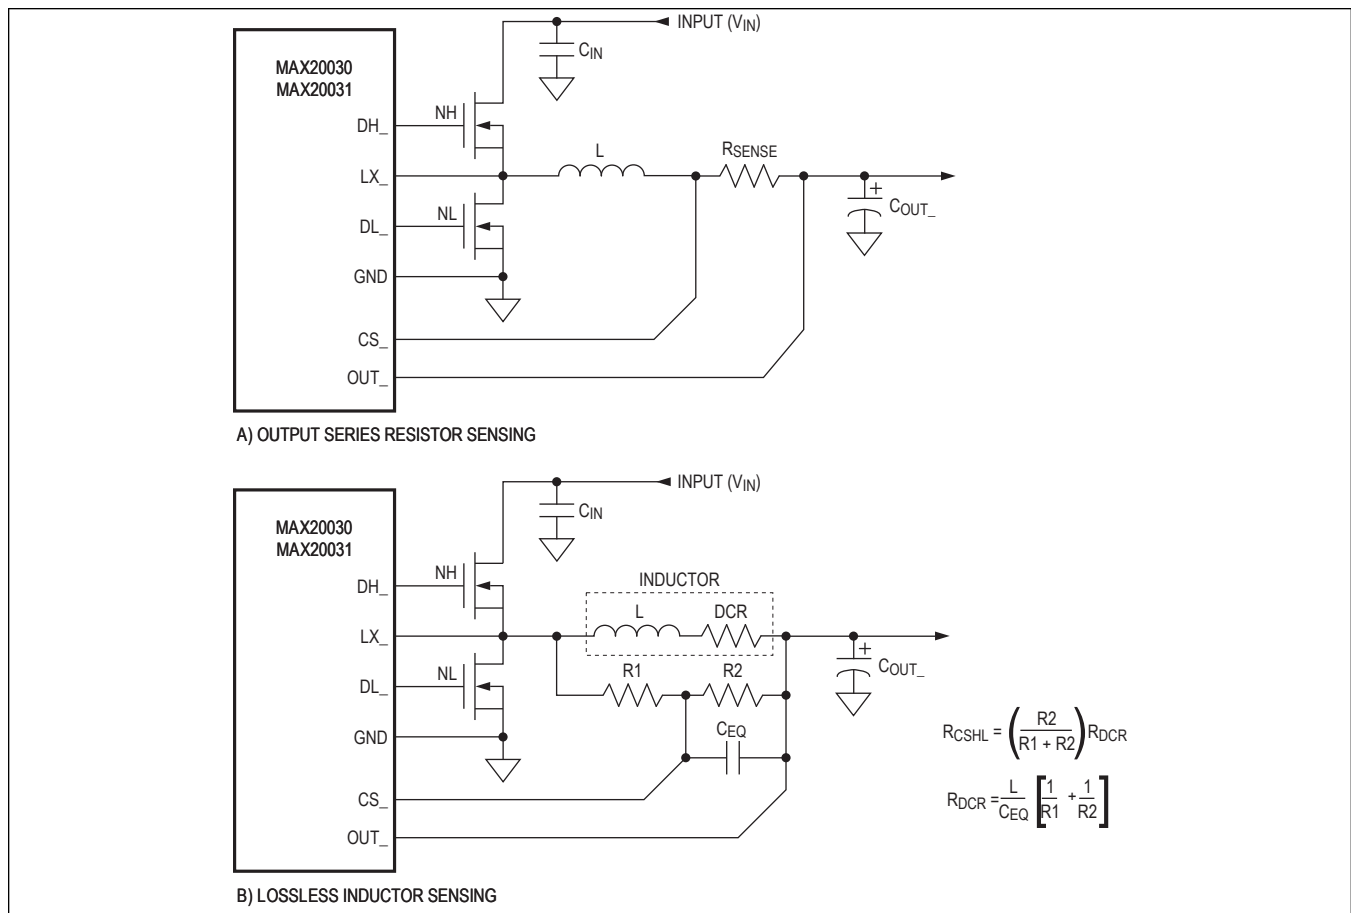 INPUT (VIN)
CIN
MAX20030
MAX20031
DH_
NH
LX_
L
RSENSE
DL_
NL
+
COUT_
GND
CS_
OUT_
A) OUTPUT SERIES RESISTOR SENSING
INPUT (VIN)
CIN
MAX20030
MAX20031
DH_
NH
INDUCTOR
L
DCR
LX_
+
COUT_
DL_
NL
R1
R2
GND
CEQ
CS_
OUT_
RCSHL = (R2 / R1 + R2) RDCR
RDCR = L / CEQ [1 / R1 + 1 / R2]
B) LOSSLESS INDUCTOR SENSING